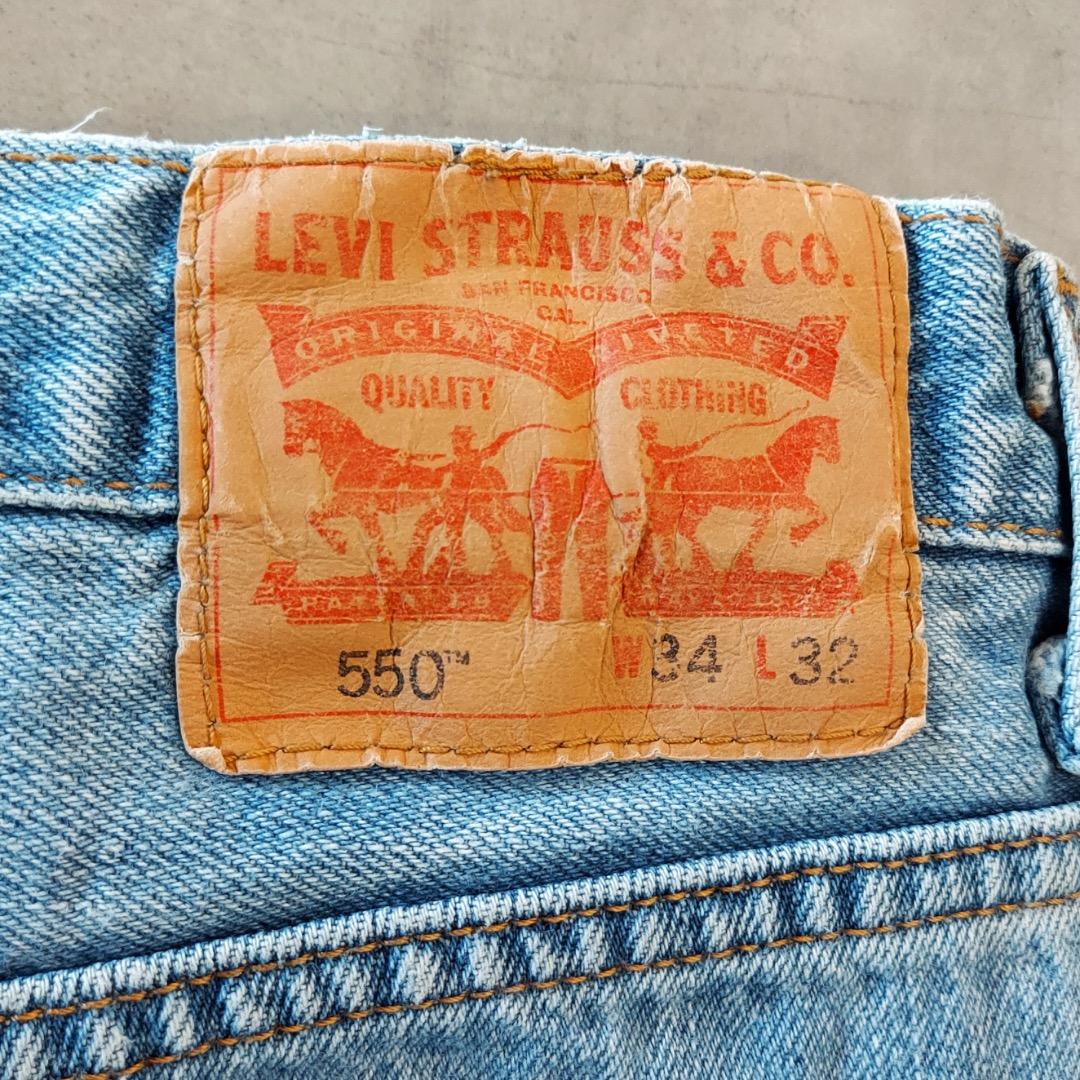 LEVI STRAUSS & CO.
SAN FRANCISCO
CAL.
ORIGINAL RIVETED
QUALITY CLOTHING
550™ W34 L32